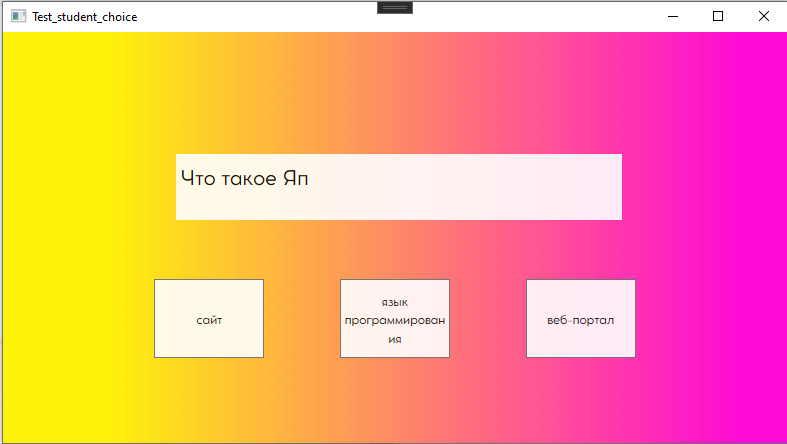 Test_student_choice
Что такое Яп
сайт
язык
программирован
ия
веб-портал